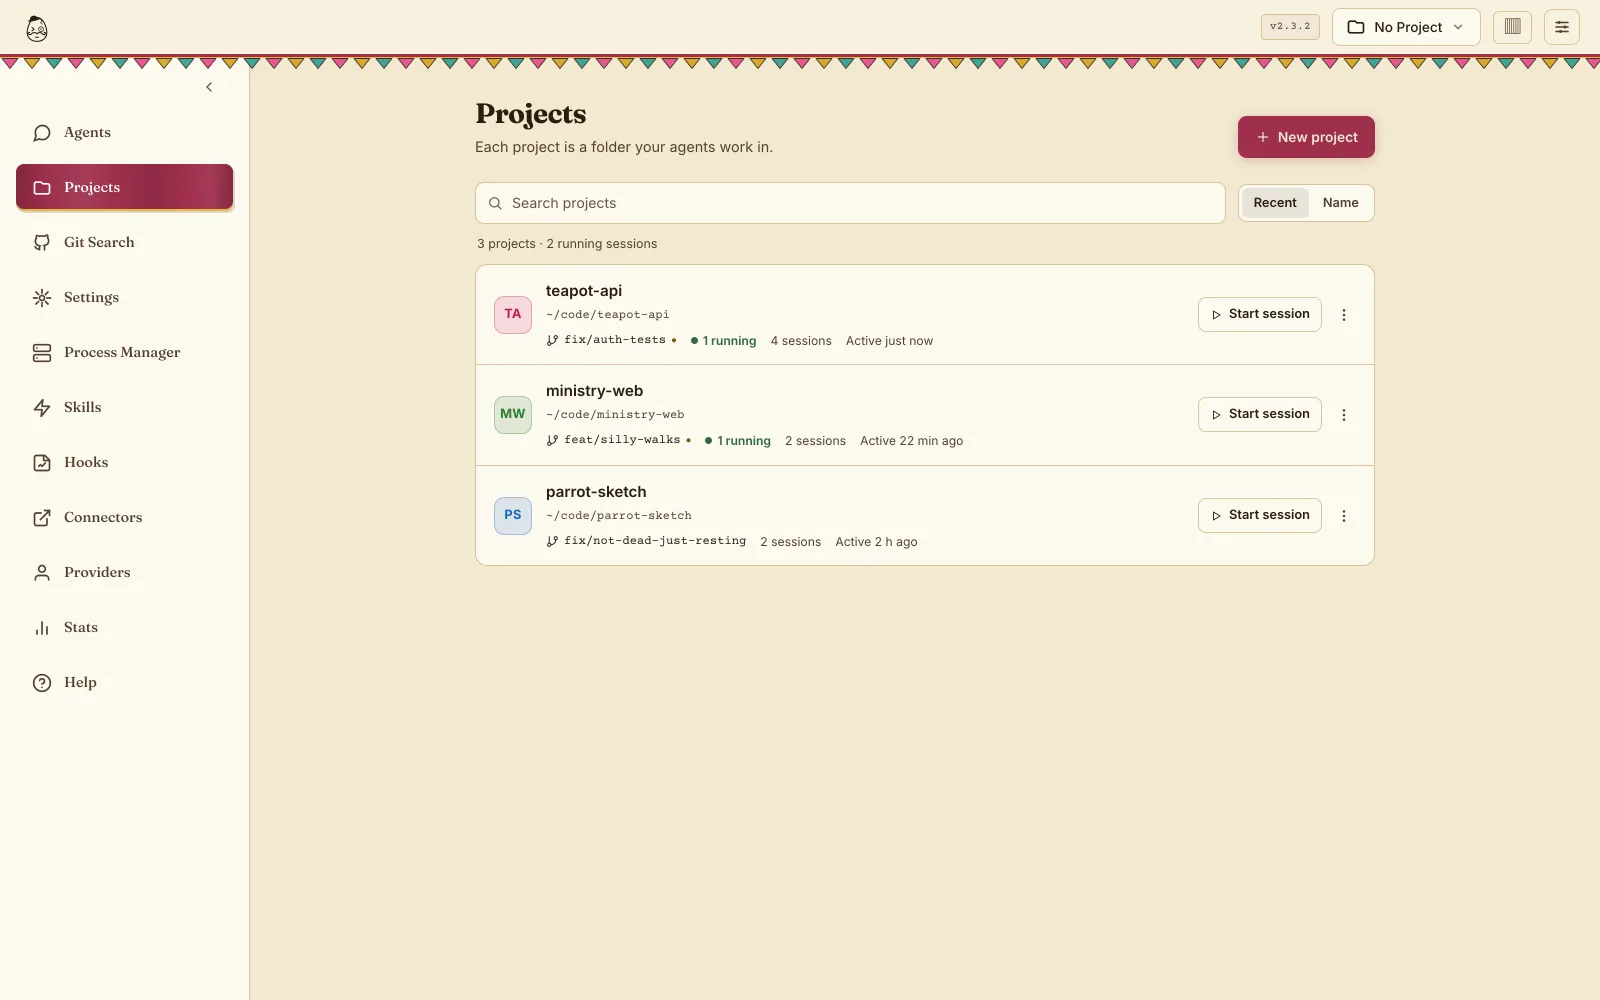 v2.3.2
No Project
Agents
Projects
Git Search
Settings
Process Manager
Skills
Hooks
Connectors
Providers
Stats
Help
Projects
Each project is a folder your agents work in.
New project
Search projects
Recent Name
3 projects · 2 running sessions
TA
teapot-api
~/code/teapot-api
fix/auth-tests • 1 running 4 sessions Active just now
Start session
MW
ministry-web
~/code/ministry-web
feat/silly-walks • 1 running 2 sessions Active 22 min ago
Start session
PS
parrot-sketch
~/code/parrot-sketch
fix/not-dead-just-resting 2 sessions Active 2 h ago
Start session